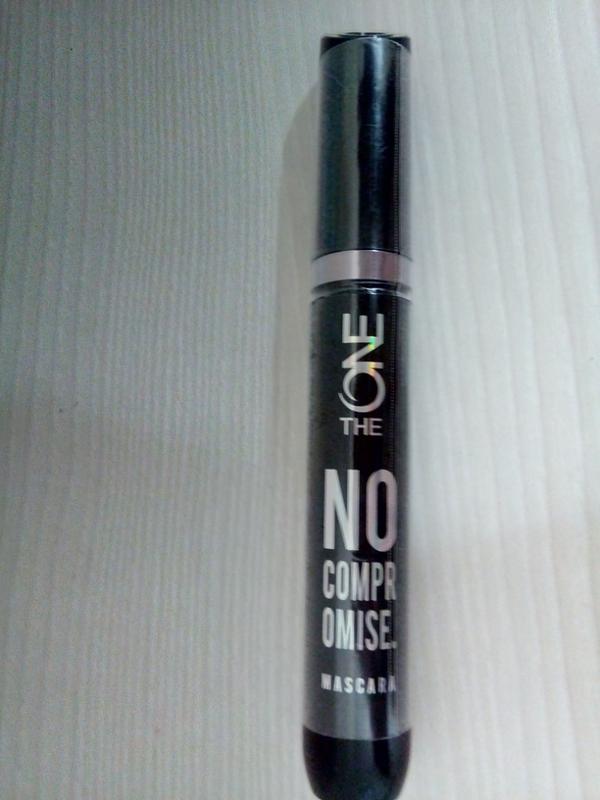 THE ONE
NO
COMPR
OMISE.
MASCARA